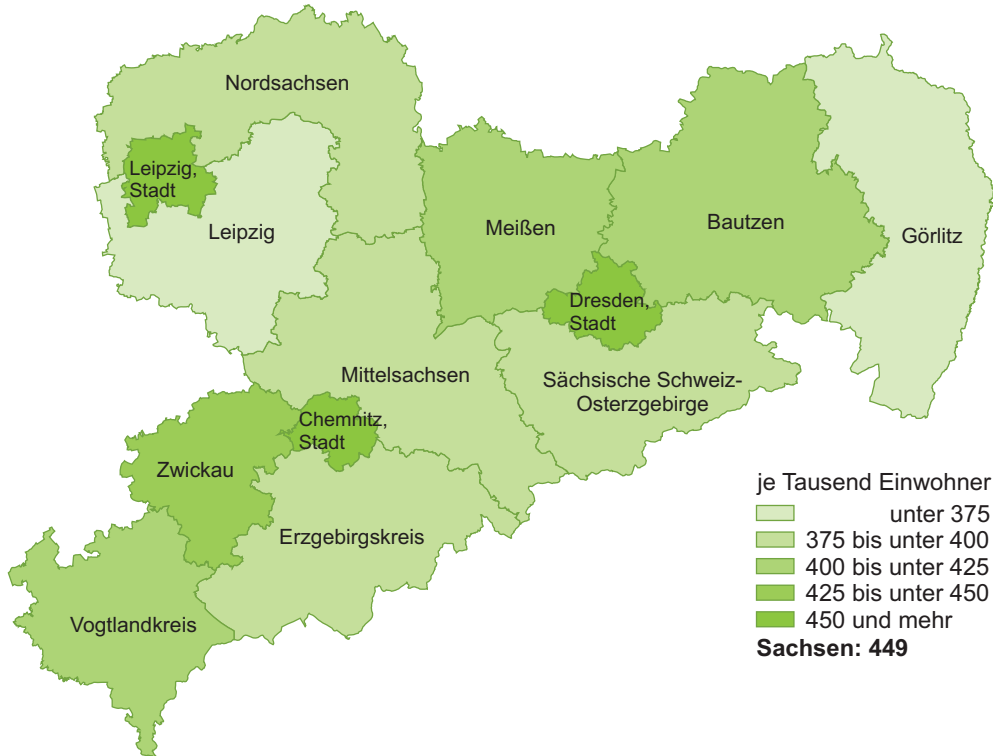 Nordsachsen
Leipzig,
Stadt
Leipzig
Meißen
Bautzen
Görlitz
Dresden,
Stadt
Mittelsachsen
Sächsische Schweiz-
Osterzgebirge
Chemnitz,
Stadt
Zwickau
Erzgebirgskreis
Vogtlandkreis
je Tausend Einwohner
unter 375
375 bis unter 400
400 bis unter 425
425 bis unter 450
450 und mehr
Sachsen: 449